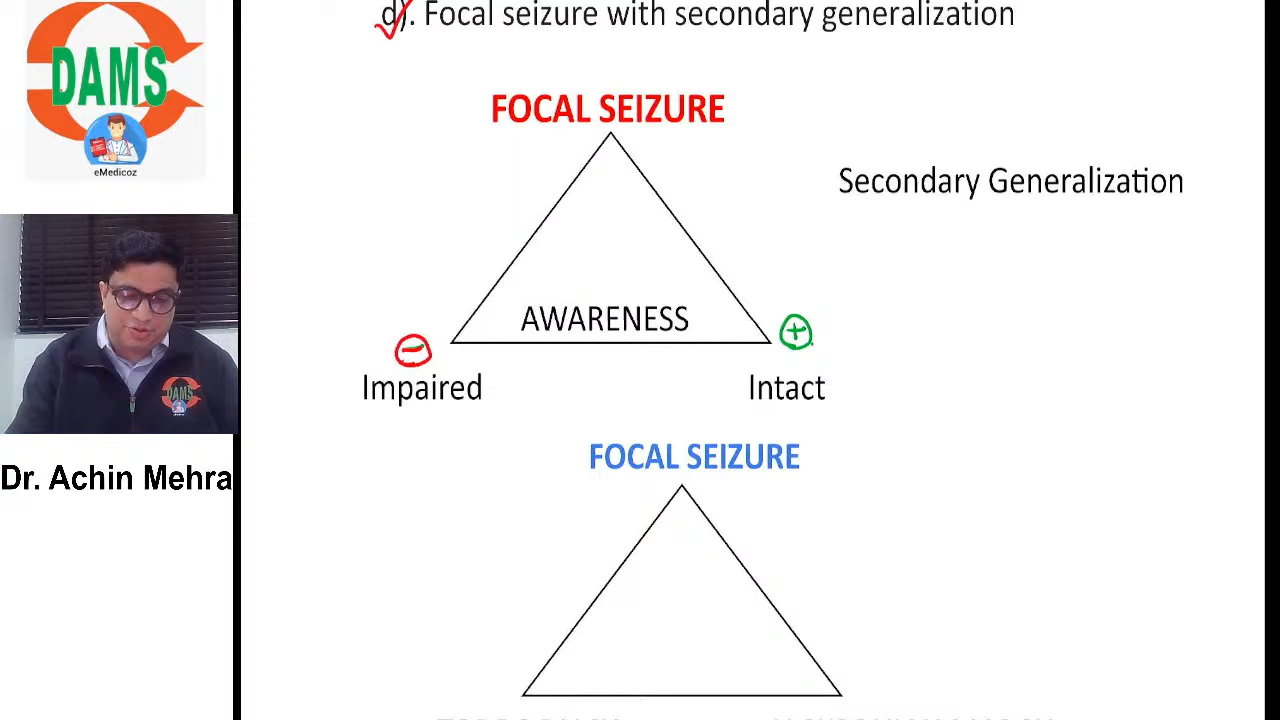 d). Focal seizure with secondary generalization
DAMS
eMedicoz
FOCAL SEIZURE
Secondary Generalization
AWARENESS
Impaired
Intact
DAMS
Dr. Achin Mehra
FOCAL SEIZURE